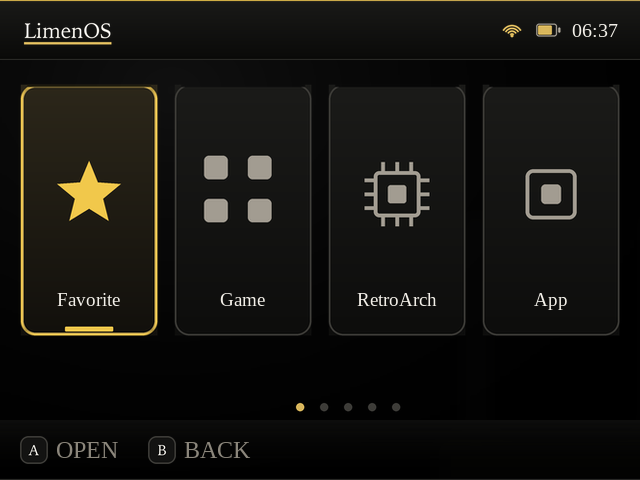 LimenOS
06:37
Favorite
Game
RetroArch
App
A OPEN
B BACK